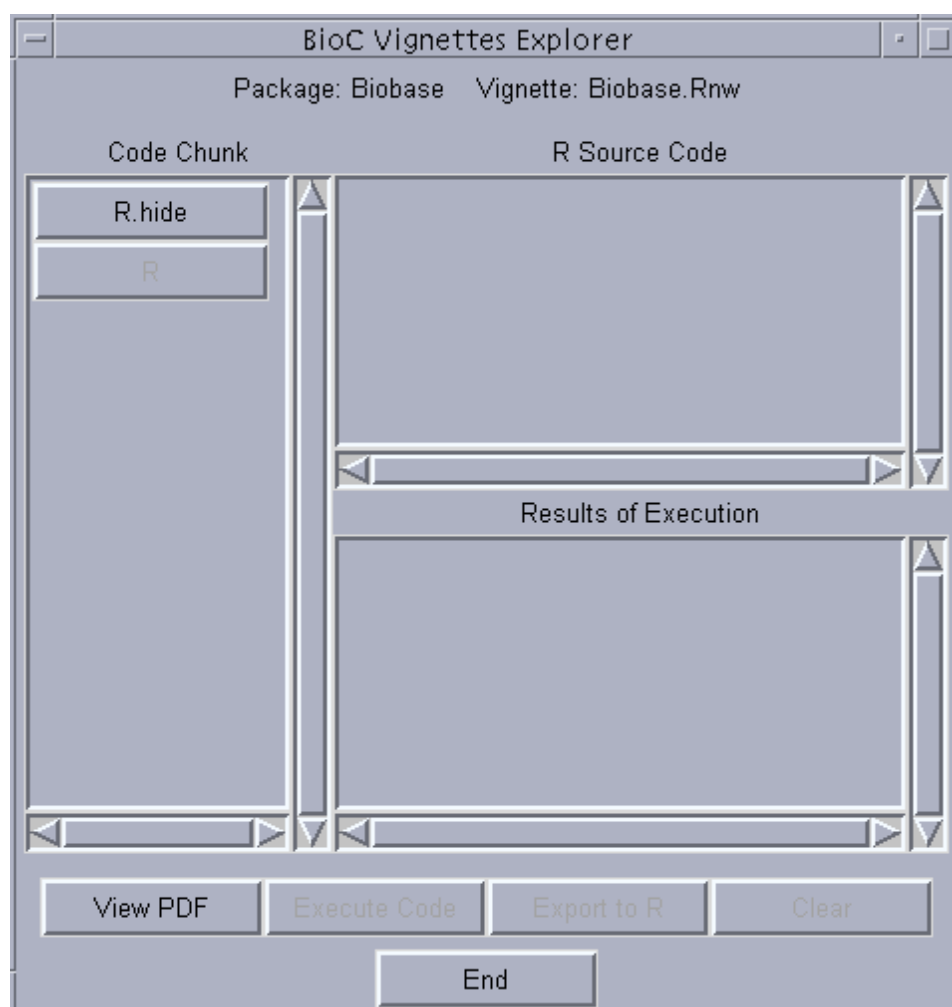 BioC Vignettes Explorer
Package: Biobase Vignette: Biobase.Rnw
Code Chunk
R Source Code
R.hide
R
Results of Execution
View PDF Execute Code Export to R Clear
End